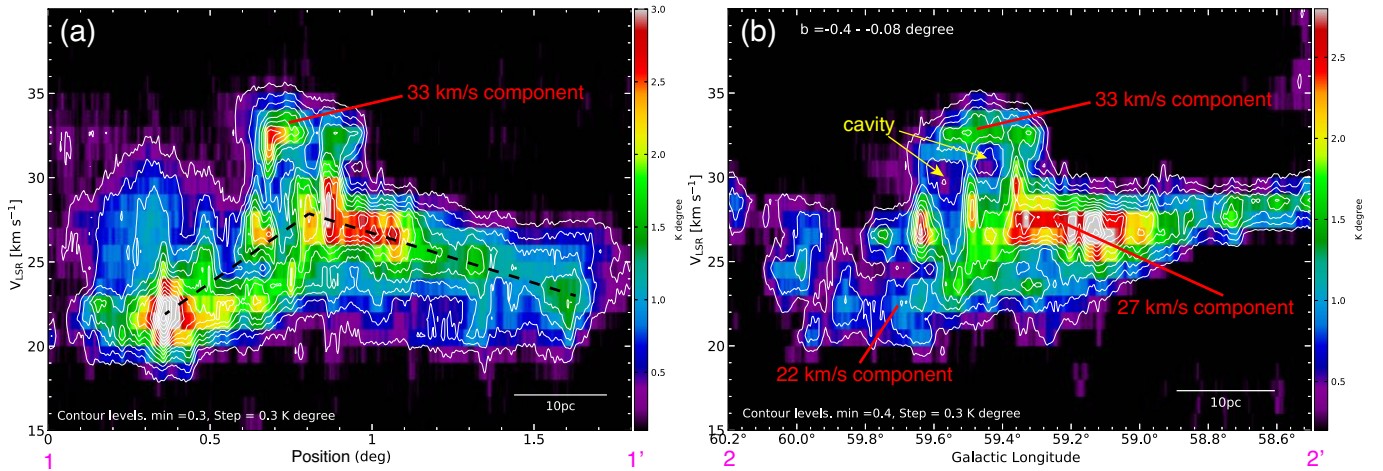 (a)
33 km/s component
V_LSR [km s⁻¹]
35
30
25
20
15
Contour levels. min =0.3, Step = 0.3 K degree
10pc
0
0.5
1
1.5
Position (deg)
1
1'
3.0
2.5
2.0
1.5
1.0
0.5
K degree
(b)
b =-0.4 - -0.08 degree
33 km/s component
cavity
27 km/s component
22 km/s component
V_LSR [km s⁻¹]
35
30
25
20
15
Contour levels. min =0.4, Step = 0.3 K degree
10pc
60.2°
60.0°
59.8°
59.6°
59.4°
59.2°
59.0°
58.8°
58.6°
Galactic Longitude
2
2'
2.5
2.0
1.5
1.0
0.5
K degree